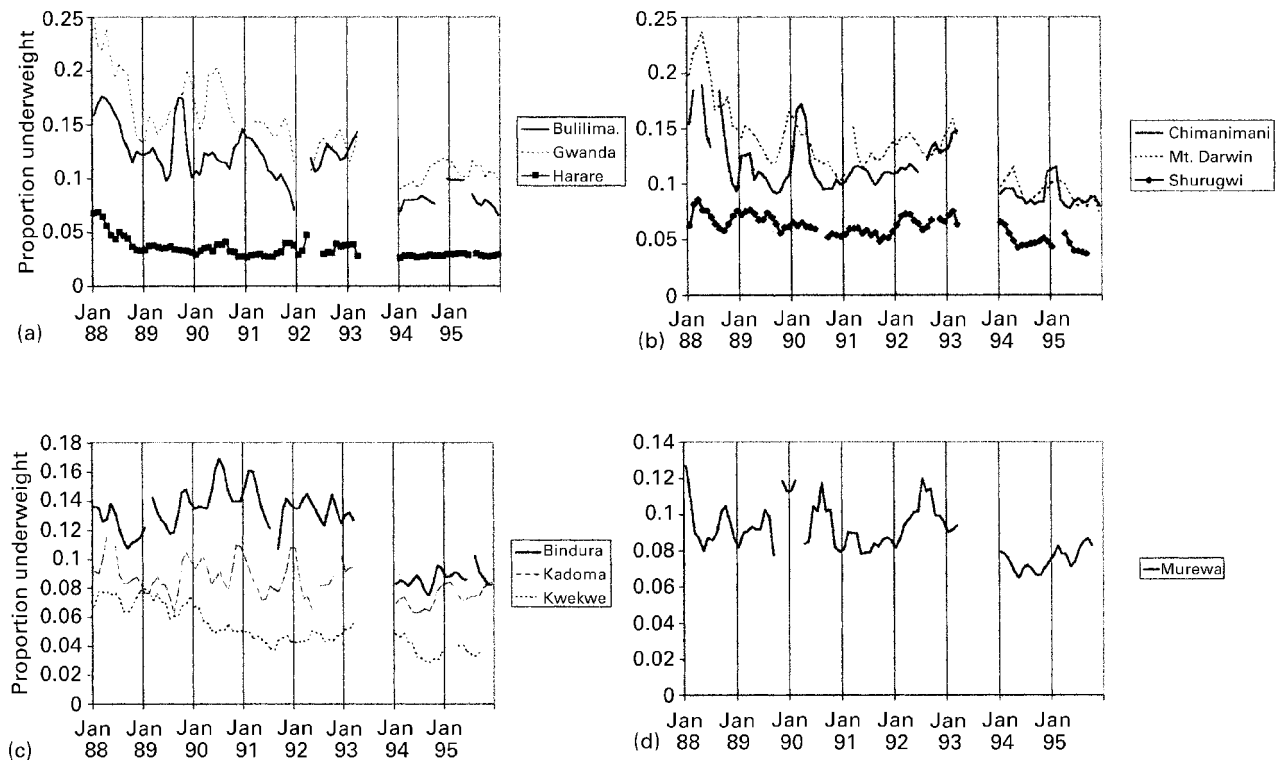 Proportion underweight
0.25
0.2
0.15
0.1
0.05
0
Jan Jan Jan Jan Jan Jan Jan Jan
88 89 90 91 92 93 94 95
(a)
Bulilima.
Gwanda
Harare
0.25
0.2
0.15
0.1
0.05
0
Jan Jan Jan Jan Jan Jan Jan Jan
88 89 90 91 92 93 94 95
(b)
Chimanimani
Mt. Darwin
Shurugwi
Proportion underweight
0.18
0.16
0.14
0.12
0.1
0.08
0.06
0.04
0.02
0
Jan Jan Jan Jan Jan Jan Jan Jan
88 89 90 91 92 93 94 95
(c)
Bindura
Kadoma
Kwekwe
0.14
0.12
0.1
0.08
0.06
0.04
0.02
0
Jan Jan Jan Jan Jan Jan Jan Jan
88 89 90 91 92 93 94 95
(d)
Murewa